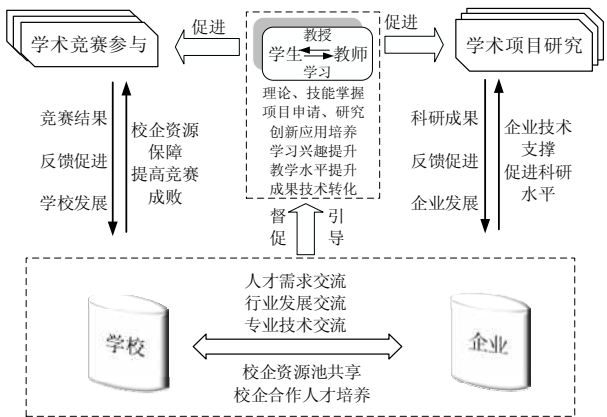 促进
教授
促进
学术竞赛参与
学生
教师
学习
学术项目研究
理论、技能掌握
项目申请、研究
创新应用培养
学习兴趣提升
教学水平提升
成果技术转化
竞赛结果
反馈促进
学校发展
校企资源
保障
提高竞赛
成败
科研成果
反馈促进
企业发展
企业技术
支撑
促进科研
水平
督促
引导
人才需求交流
行业发展交流
专业技术交流
学校
企业
校企资源池共享
校企合作人才培养